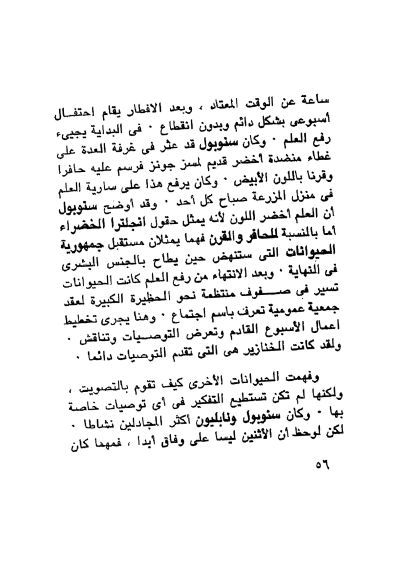 ساعة عن الوقت المعتاد ، وبعد الافطار يقام احتفال
أسبوعى بشكل دائم وبدون انقطاع · فى البداية يجيىء
رفع العلم · وكان سنوبول قد عثر فى غرفة العدة على
غطاء منضدة أخضر قديم لمسز جونز فرسم عليه حافرا
وقرنا باللون الأبيض · وكان يرفع هذا على سارية العلم
فى منزل المزرعة صباح كل أحد · وقد أوضح سنوبول
أن العلم أخضر اللون لأنه يمثل حقول انجلترا الخضراء
أما بالنسبة للحافر والقرن فهما يمثلان مستقبل جمهورية
الحيوانات التى ستنهض حين يطاح بالجنس البشرى
فى النهاية · وبعد الانتهاء من رفع العلم كانت الحيوانات
تسير فى صفوف منتظمة نحو الحظيرة الكبيرة لعقد
جمعية عمومية تعرف باسم اجتماع · وهنا يجرى تخطيط
أعمال الأسبوع القادم وتعرض التوصيات وتناقش ·
ولقد كانت الخنازير هى التى تقدم التوصيات دائما ·
وفهمت الحيوانات الأخرى كيف تقوم بالتصويت ،
ولكنها لم تكن تستطيع التفكير فى أى توصيات خاصة
بها · وكان سنوبول ونابليون أكثر المجادلين نشاطا ·
لكن لوحظ أن الأثنين ليسا على وفاق أبدا ، فمهما كان
٥٦